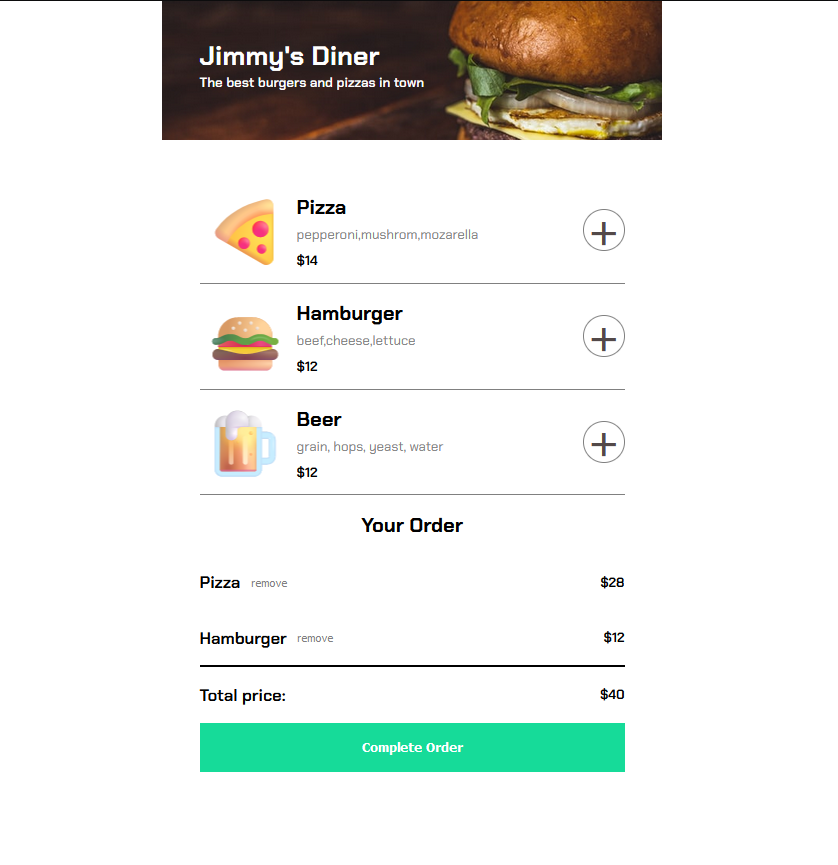 Jimmy's Diner
The best burgers and pizzas in town
Pizza
pepperoni,mushrom,mozarella
$14
Hamburger
beef,cheese,lettuce
$12
Beer
grain, hops, yeast, water
$12
Your Order
Pizza remove $28
Hamburger remove $12
Total price: $40
Complete Order